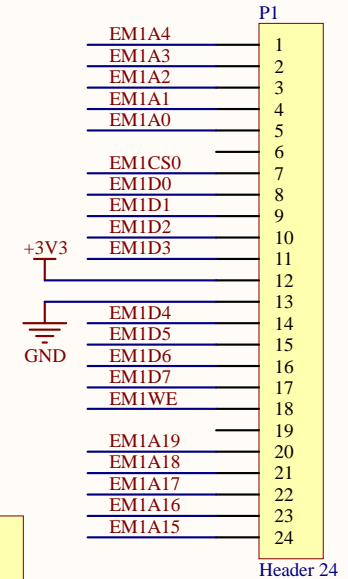 P1
EM1A4 1
EM1A3 2
EM1A2 3
EM1A1 4
EM1A0 5
6
EM1CS0 7
EM1D0 8
EM1D1 9
EM1D2 10
EM1D3 11
+3V3 12
13
GND
EM1D4 14
EM1D5 15
EM1D6 16
EM1D7 17
EM1WE 18
19
EM1A19 20
EM1A18 21
EM1A17 22
EM1A16 23
EM1A15 24
Header 24